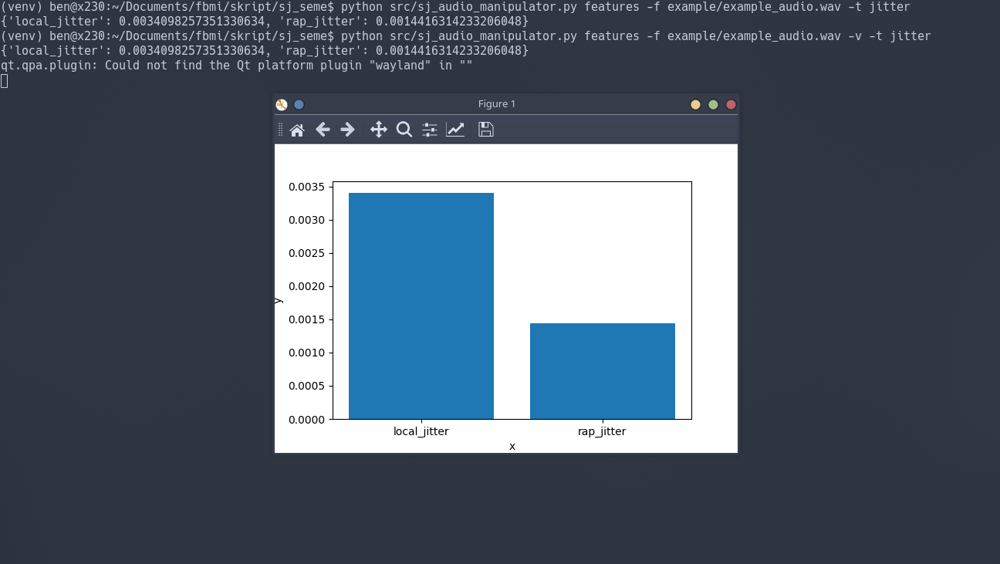 (venv) ben@x230:~/Documents/fbmi/skript/sj_seme$ python src/sj_audio_manipulator.py features -f example/example_audio.wav -t jitter
{'local_jitter': 0.0034098257351330634, 'rap_jitter': 0.0014416314233206048}
(venv) ben@x230:~/Documents/fbmi/skript/sj_seme$ python src/sj_audio_manipulator.py features -f example/example_audio.wav -v -t jitter
{'local_jitter': 0.0034098257351330634, 'rap_jitter': 0.0014416314233206048}
qt.qpa.plugin: Could not find the Qt platform plugin "wayland" in ""
Figure 1
0.0035
0.0030
0.0025
0.0020
y
0.0015
0.0010
0.0005
0.0000
local_jitter rap_jitter
x